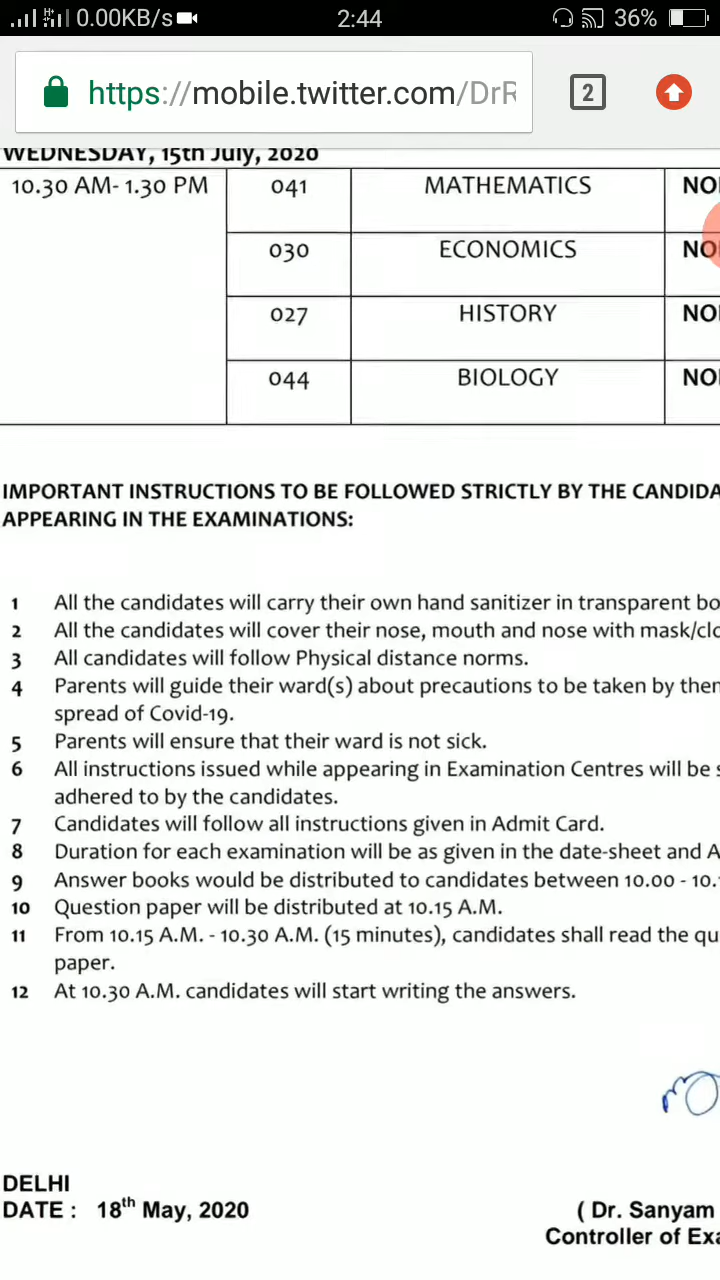 0.00KB/s 2:44 36%
https://mobile.twitter.com/DrR 2
WEDNESDAY, 15th July, 2020
10.30 AM- 1.30 PM 041 MATHEMATICS
030 ECONOMICS
027 HISTORY
044 BIOLOGY
IMPORTANT INSTRUCTIONS TO BE FOLLOWED STRICTLY BY THE
APPEARING IN THE EXAMINATIONS:
1 All the candidates will carry their own hand sanitizer in transparent
2 All the candidates will cover their nose, mouth and nose with
3 All candidates will follow Physical distance norms.
4 Parents will guide their ward(s) about precautions to be taken by
spread of Covid-19.
5 Parents will ensure that their ward is not sick.
6 All instructions issued while appearing in Examination Centres will be
adhered to by the candidates.
7 Candidates will follow all instructions given in Admit Card.
8 Duration for each examination will be as given in the date-sheet and
9 Answer books would be distributed to candidates between 10.00 -
10 Question paper will be distributed at 10.15 A.M.
11 From 10.15 A.M. - 10.30 A.M. (15 minutes), candidates shall read the
paper.
12 At 10.30 A.M. candidates will start writing the answers.
DELHI
DATE : 18th May, 2020 ( Dr. Sanyam
Controller of